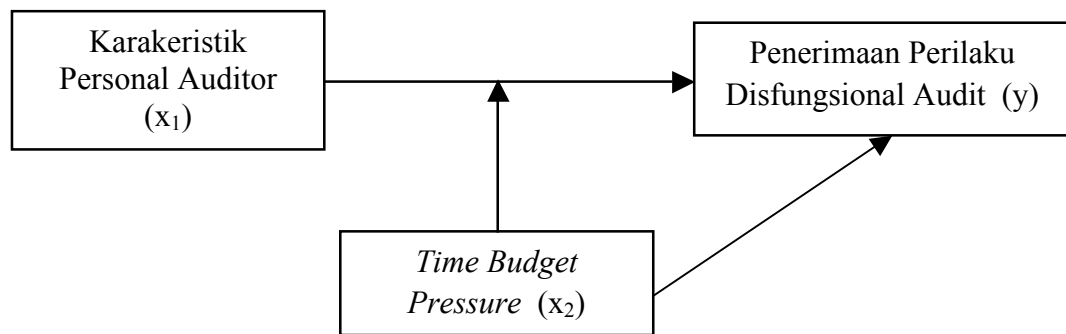 Karakeristik
Personal Auditor
(x₁)
Penerimaan Perilaku
Disfungsional Audit (y)
Time Budget
Pressure (x₂)